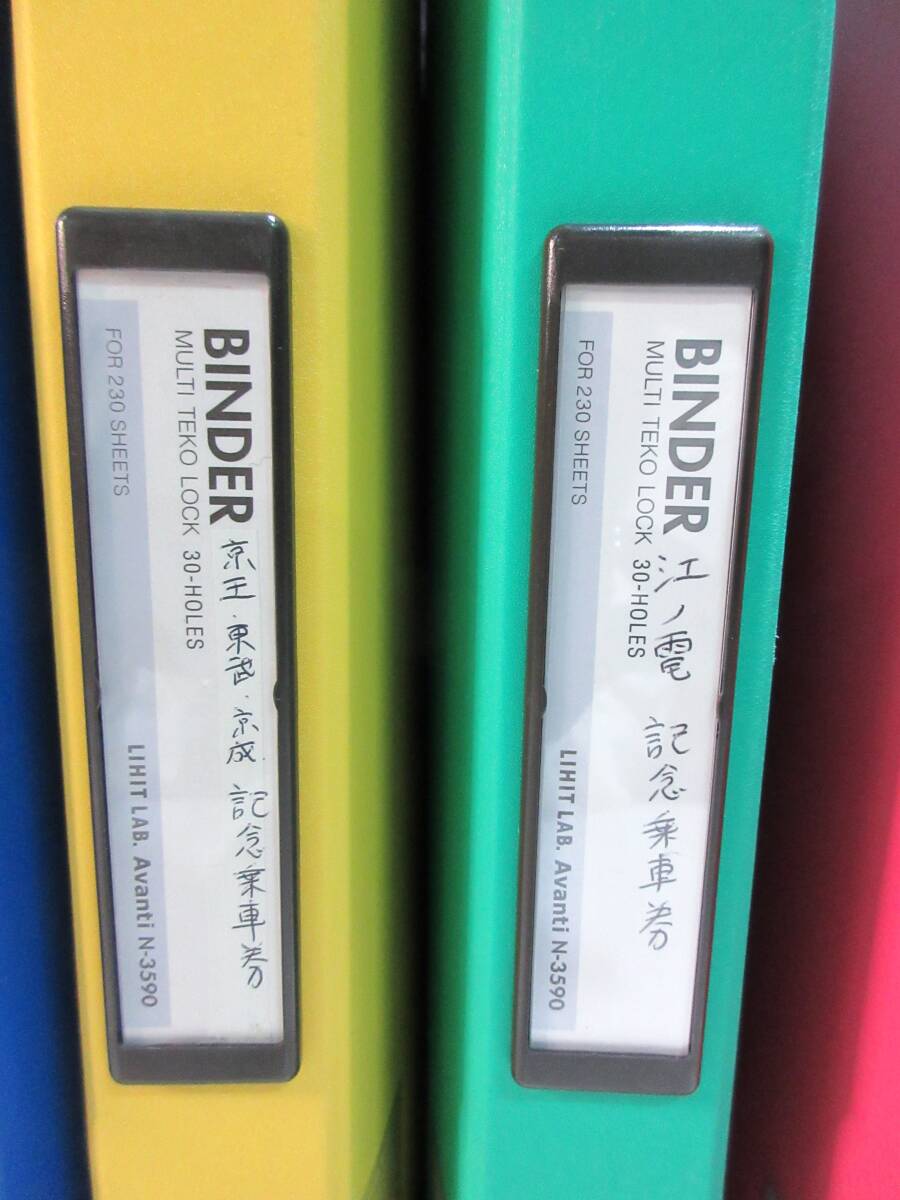 BINDER
MULTI TEKO LOCK 30-HOLES
FOR 230 SHEETS
京王・東武・京成 記念乗車券
LIHIT LAB. Avanti N-3590
BINDER
MULTI TEKO LOCK 30-HOLES
FOR 230 SHEETS
江ノ電 記念乗車券
LIHIT LAB. Avanti N-3590